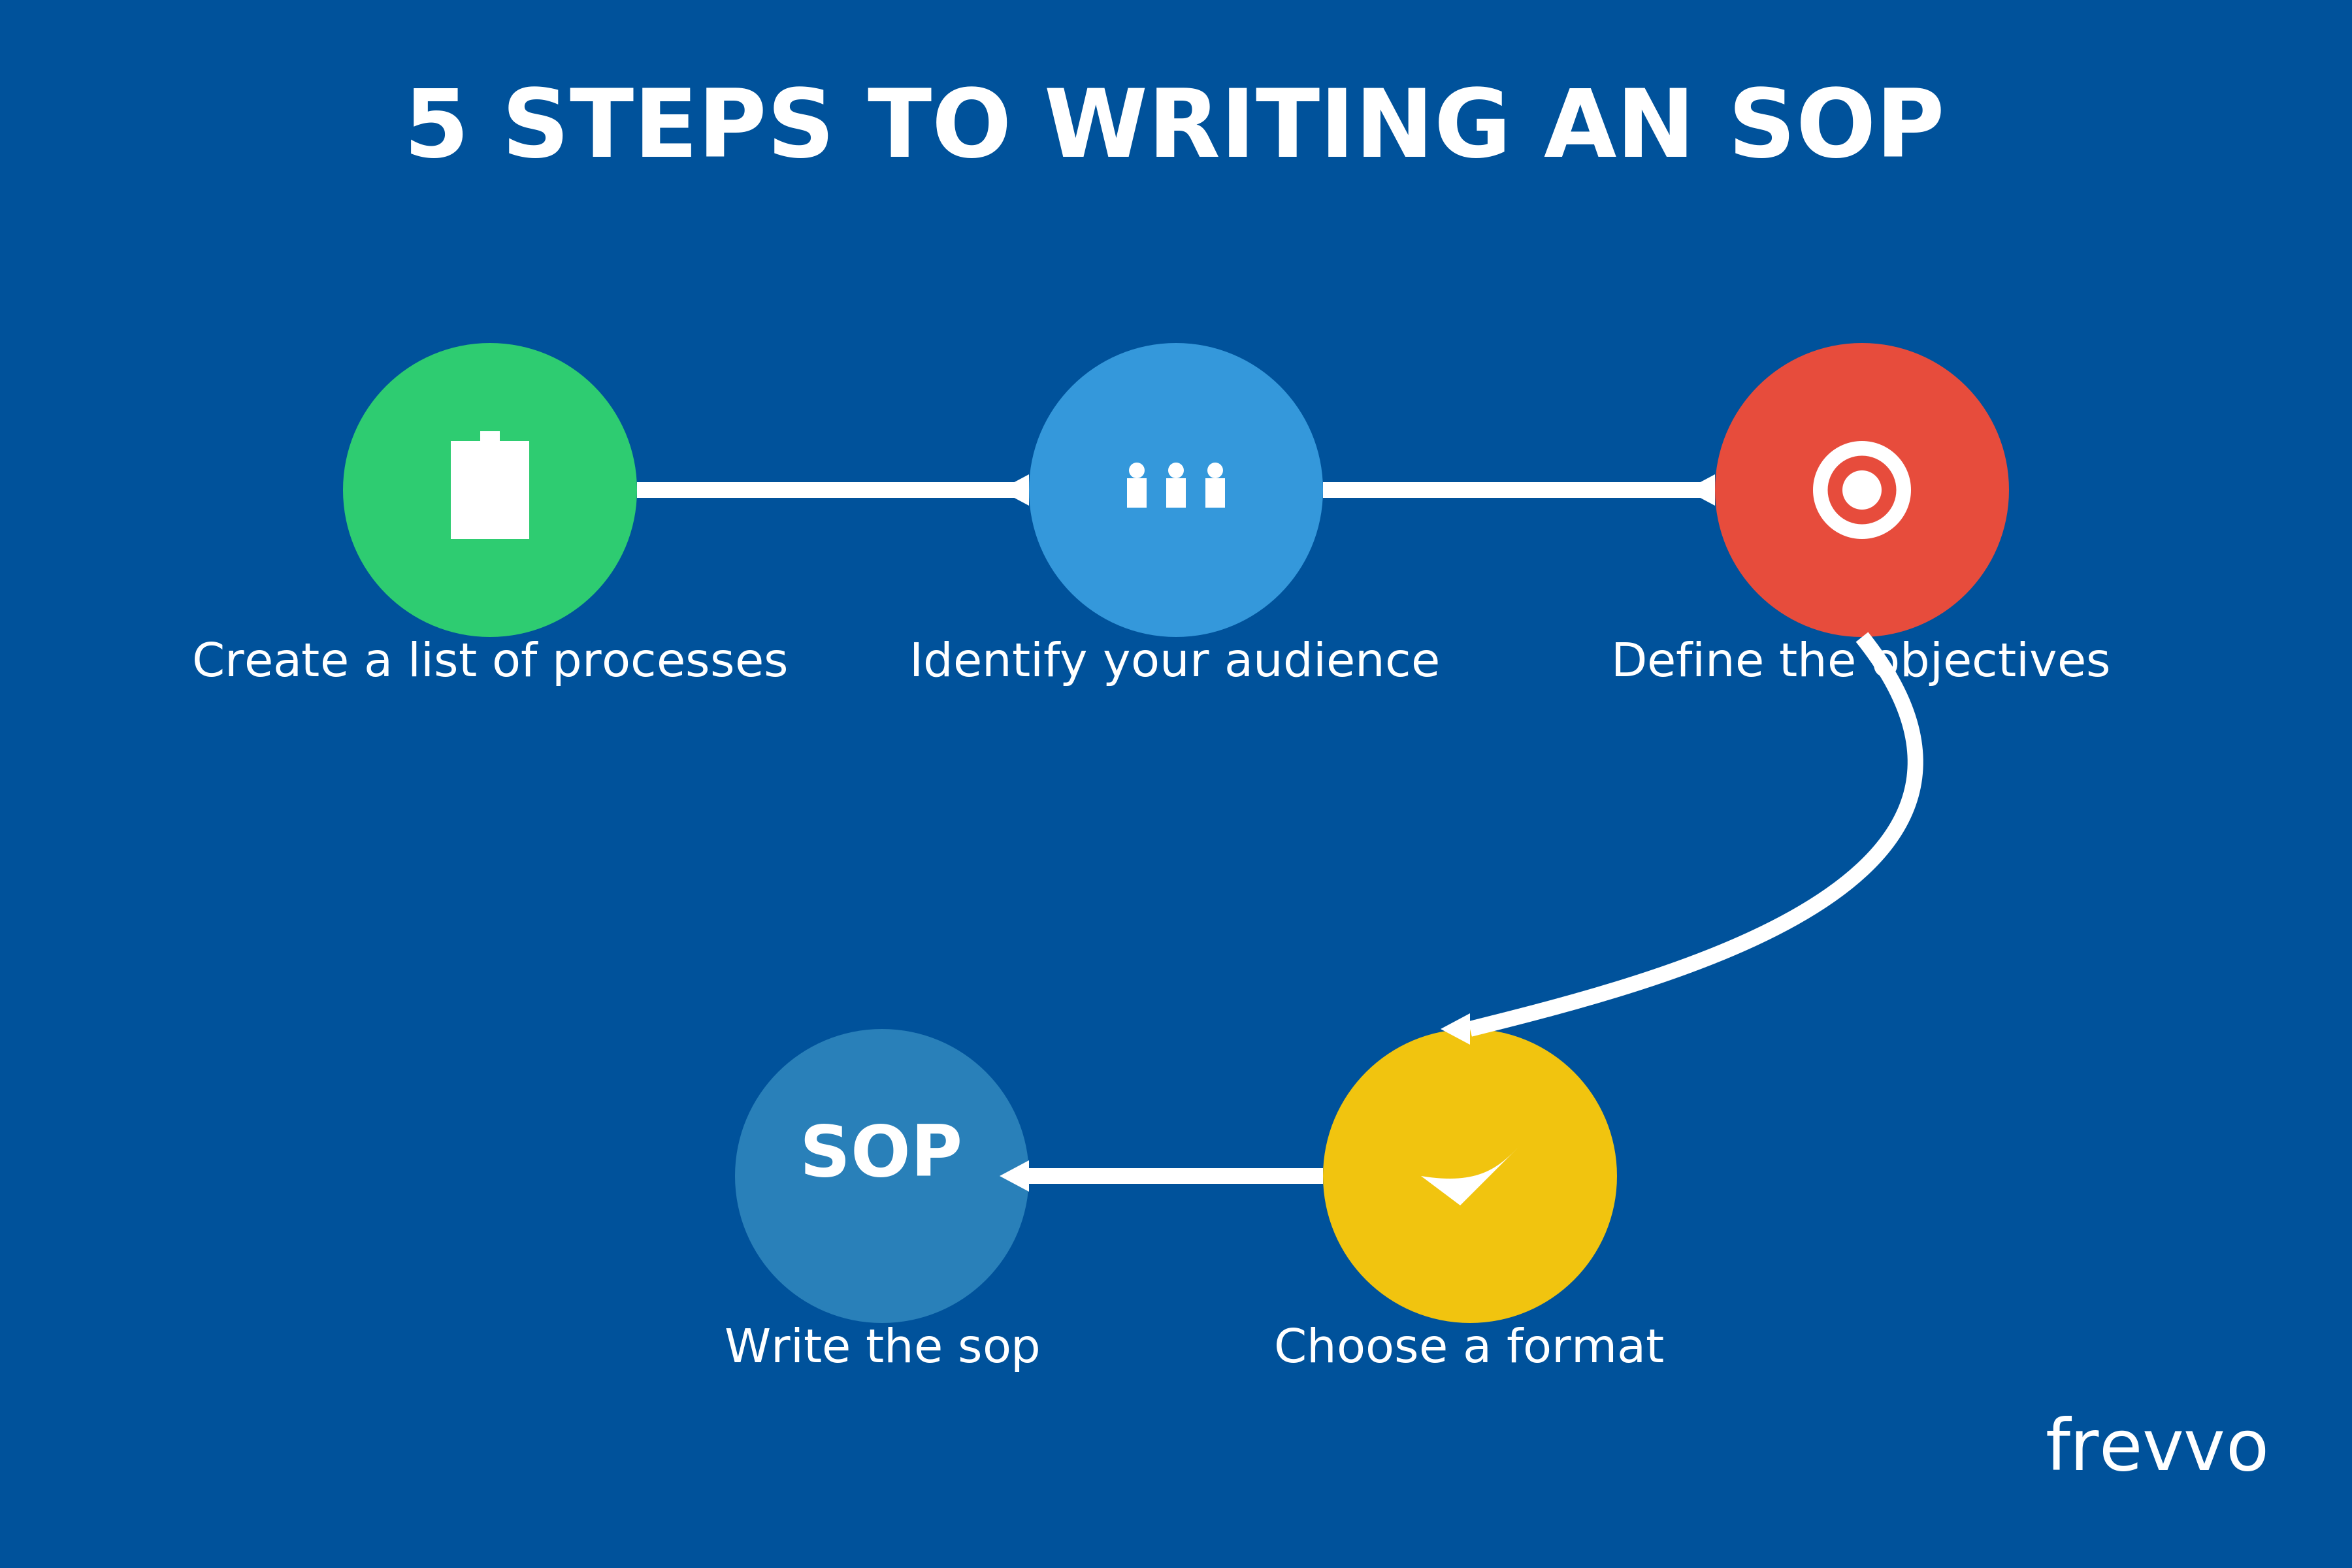 5 STEPS TO WRITING AN SOP
Create a list of processes
Identify your audience
Define the objectives
SOP
Write the sop
Choose a format
frevvo